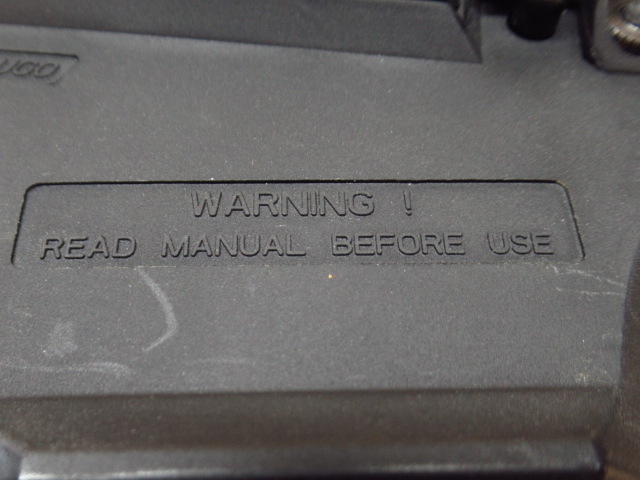 WARNING !
READ MANUAL BEFORE USE